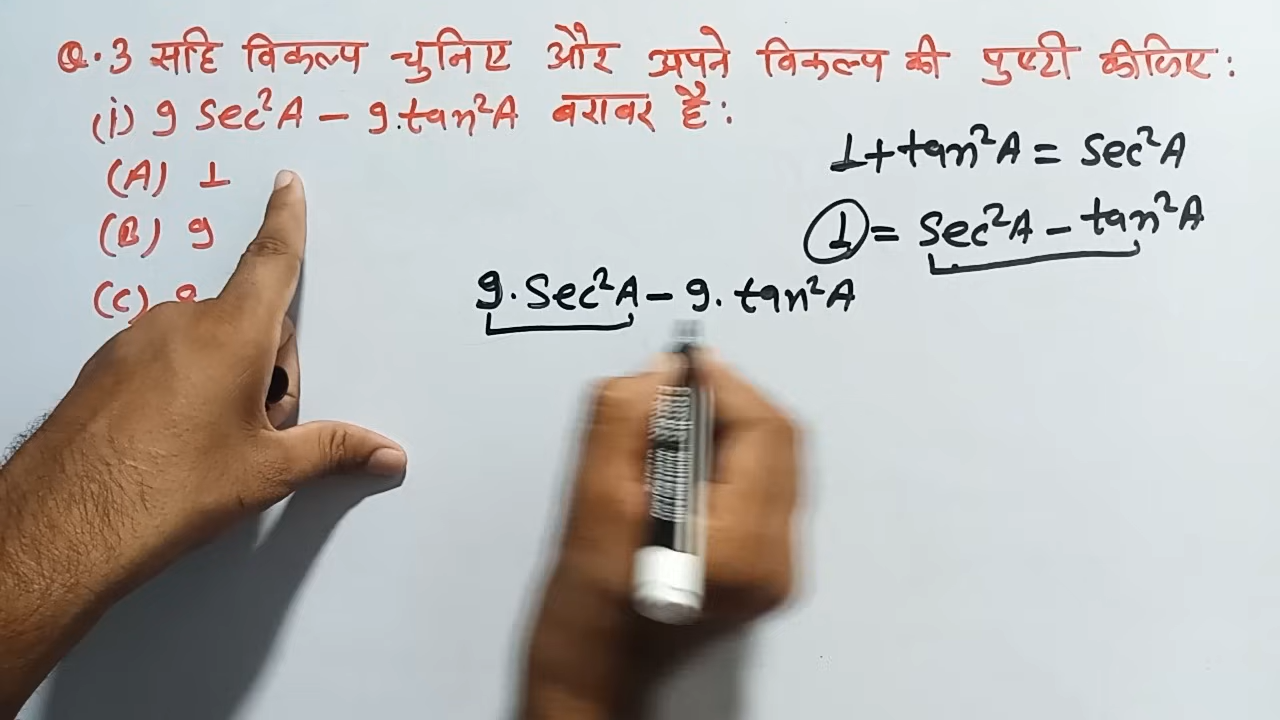 Q.3 सहि विकल्प चुनिए और अपने विकल्प की पुष्टी कीजिए:
(i) 9 sec²A - 9.tan²A बराबर है:
(A) 1
(B) 9
(C)
1+tan²A = sec²A
1 = sec²A - tan²A
9.sec²A - 9.tan²A